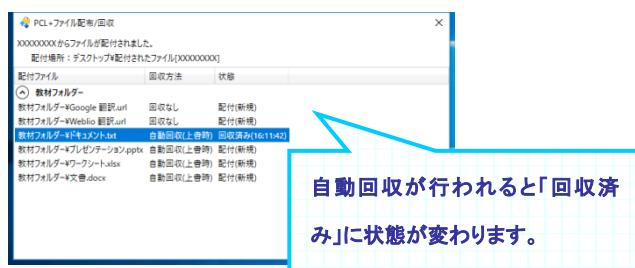 PCL+ファイル配布/回収
XXXXXXXXからファイルが配付されました。
配付場所：デスクトップ¥配付されたファイル[XXXXXXXX]
配付ファイル 回収方法 状態
教材フォルダー
教材フォルダー¥Google 翻訳.url 回収なし 配付(新規)
教材フォルダー¥Weblio 翻訳.url 回収なし 配付(新規)
教材フォルダー¥ドキュメント.txt 自動回収(上書時) 回収済み(16:11:42)
教材フォルダー¥プレゼンテーション.pptx 自動回収(上書時) 配付(新規)
教材フォルダー¥ワークシート.xlsx 自動回収(上書時) 配付(新規)
教材フォルダー¥文書.docx 自動回収(上書時) 配付(新規)
自動回収が行われると「回収済
み」に状態が変わります。